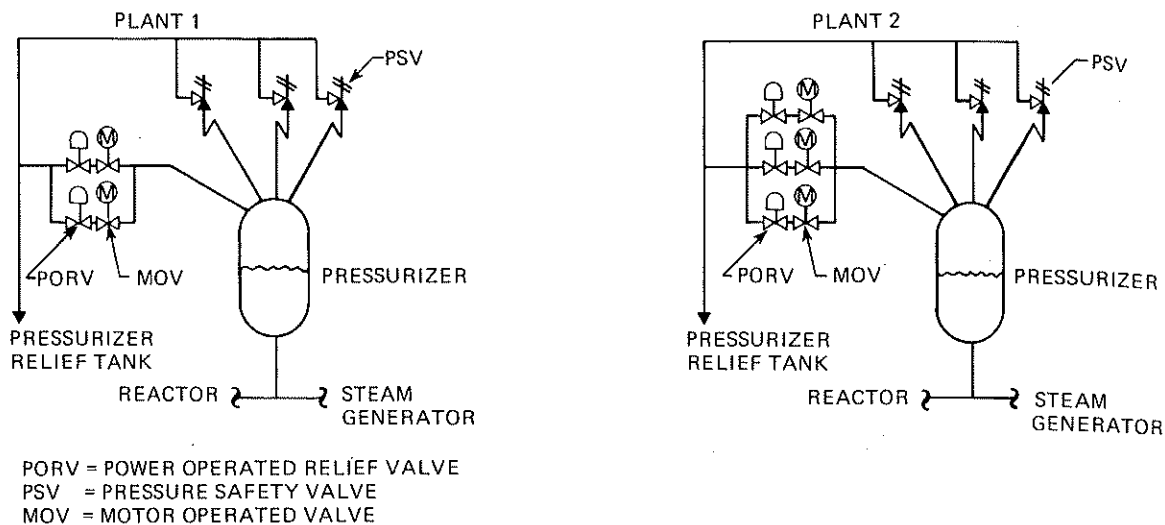 PLANT 1
PSV
M
M
PORV
MOV
PRESSURIZER
PRESSURIZER
RELIEF TANK
REACTOR
STEAM
GENERATOR
PORV = POWER OPERATED RELIEF VALVE
PSV = PRESSURE SAFETY VALVE
MOV = MOTOR OPERATED VALVE
PLANT 2
PSV
M
M
M
PORV
MOV
PRESSURIZER
PRESSURIZER
RELIEF TANK
REACTOR
STEAM
GENERATOR